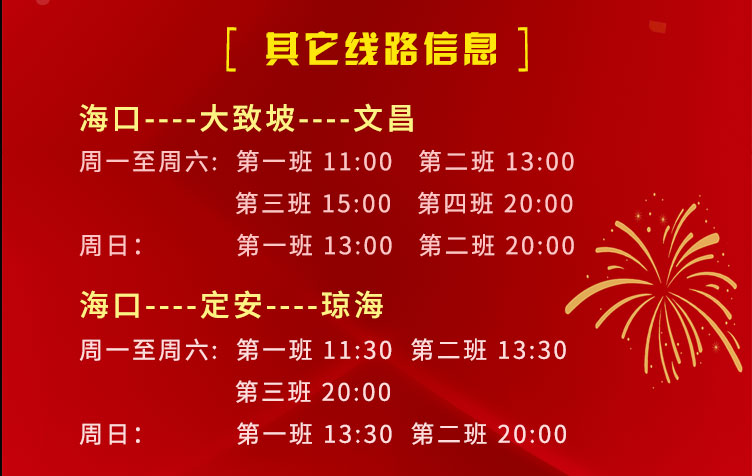 [ 其它线路信息 ]
海口----大致坡----文昌
周一至周六: 第一班 11:00 第二班 13:00
第三班 15:00 第四班 20:00
周日: 第一班 13:00 第二班 20:00
海口----定安----琼海
周一至周六: 第一班 11:30 第二班 13:30
第三班 20:00
周日: 第一班 13:30 第二班 20:00